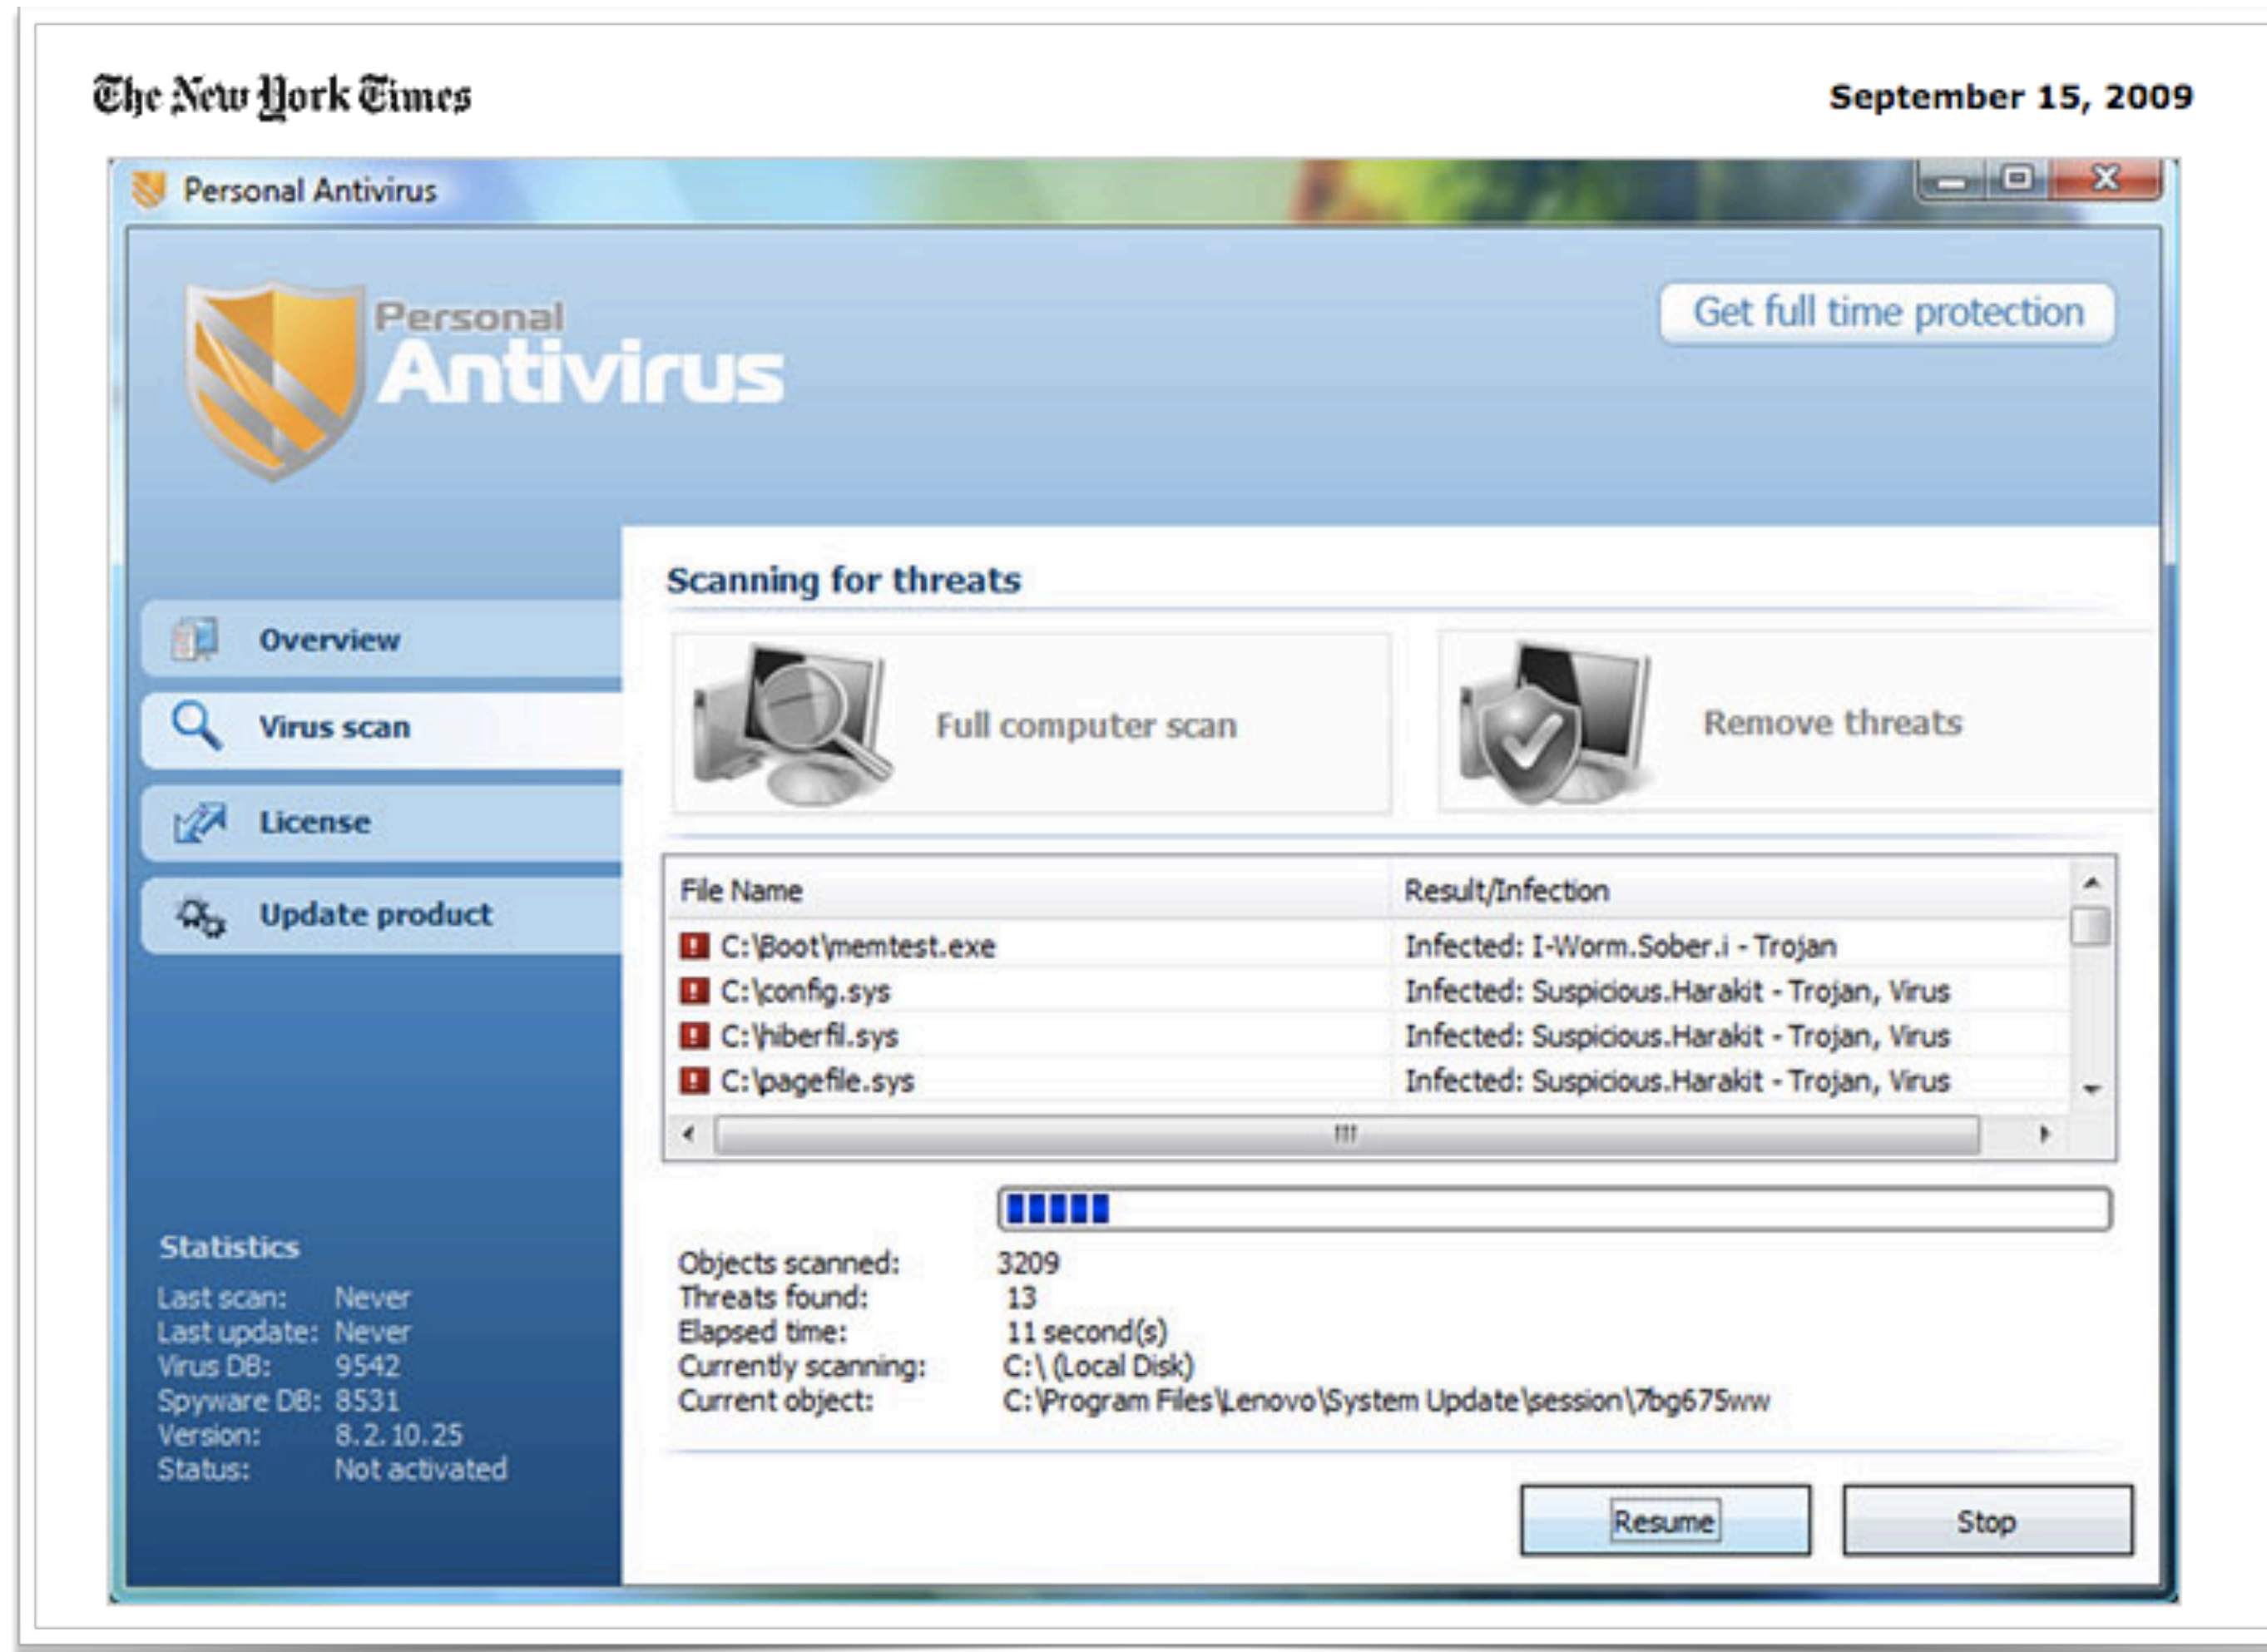 The New York Times
September 15, 2009
Personal Antivirus
Personal
Antivirus
Get full time protection
Overview
Virus scan
License
Update product
Statistics
Last scan: Never
Last update: Never
Virus DB: 9542
Spyware DB: 8531
Version: 8.2.10.25
Status: Not activated
Scanning for threats
Full computer scan
Remove threats
File Name Result/Infection
C:\Boot\memtest.exe Infected: I-Worm.Sober.i - Trojan
C:\config.sys Infected: Suspicious.Harakit - Trojan, Virus
C:\hiberfil.sys Infected: Suspicious.Harakit - Trojan, Virus
C:\pagefile.sys Infected: Suspicious.Harakit - Trojan, Virus
Objects scanned: 3209
Threats found: 13
Elapsed time: 11 second(s)
Currently scanning: C:\ (Local Disk)
Current object: C:\Program Files\Lenovo\System Update\session\7bg675ww
Resume
Stop